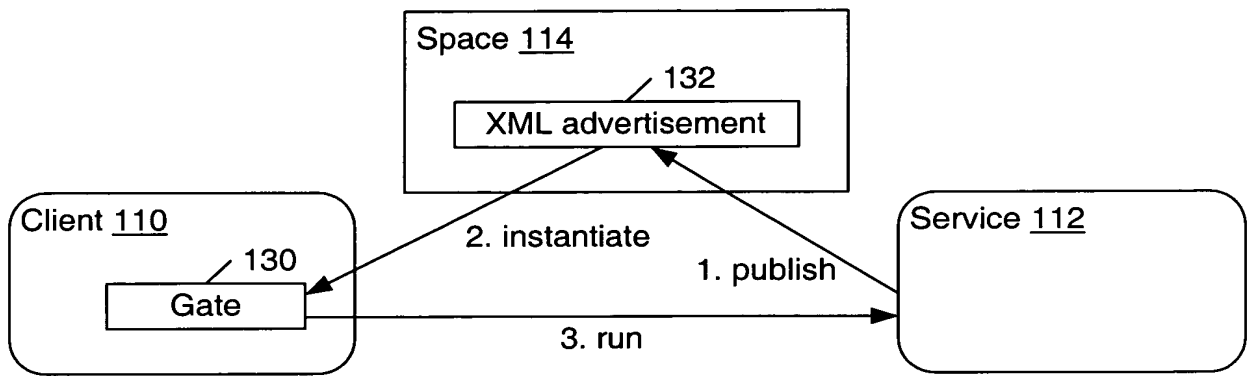 Space 114
132
XML advertisement
Client 110
130
Gate
2. instantiate
1. publish
3. run
Service 112